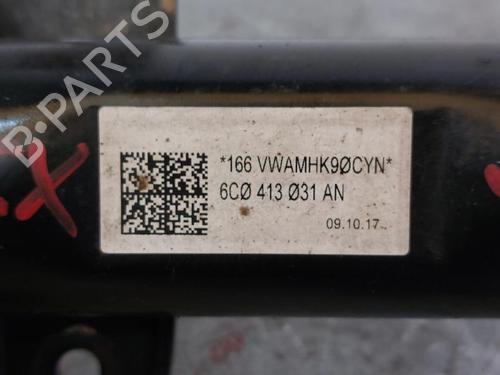 B-PARTS
*166 VWAMHK9ØCYN*
6CØ 413 Ø31 AN
09.10.17